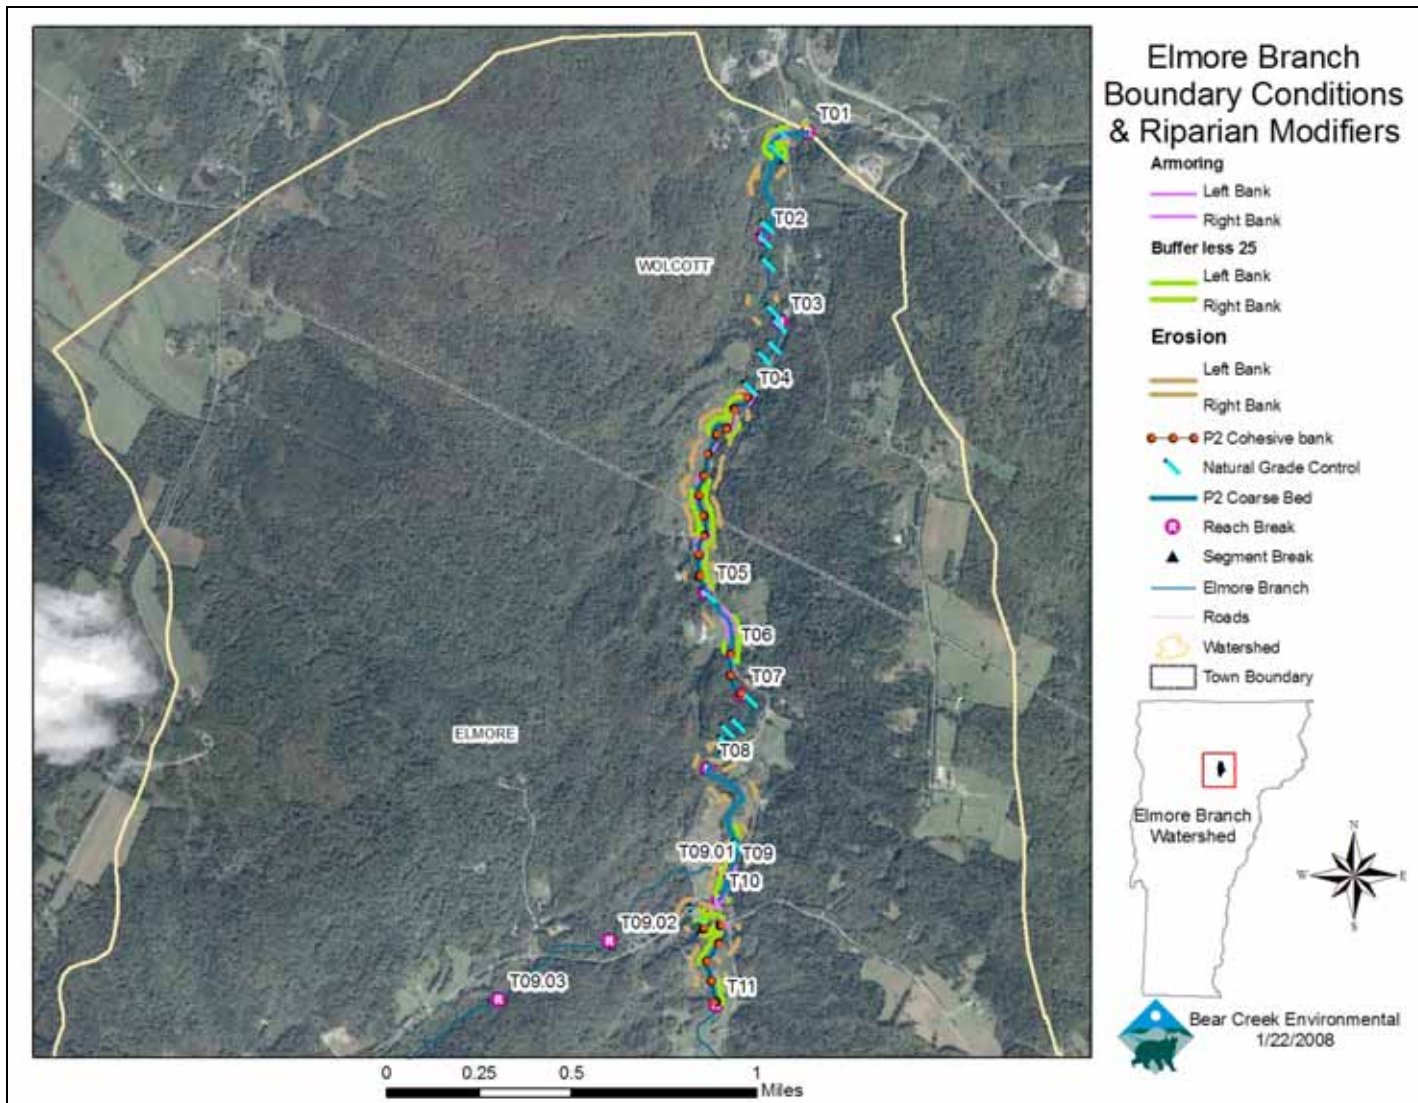 Elmore Branch
Boundary Conditions
& Riparian Modifiers
Armoring
Left Bank
Right Bank
Buffer less 25
Left Bank
Right Bank
Erosion
Left Bank
Right Bank
P2 Cohesive bank
Natural Grade Control
P2 Coarse Bed
R Reach Break
Segment Break
Elmore Branch
Roads
Watershed
Town Boundary
T01
T02
WOLCOTT
T03
T04
T05
T06
T07
ELMORE
T08
T09.01 T09
T10
T09.02
R
T09.03
R
T11
Elmore Branch
Watershed
N
W E
S
Bear Creek Environmental
1/22/2008
0 0.25 0.5 1
Miles